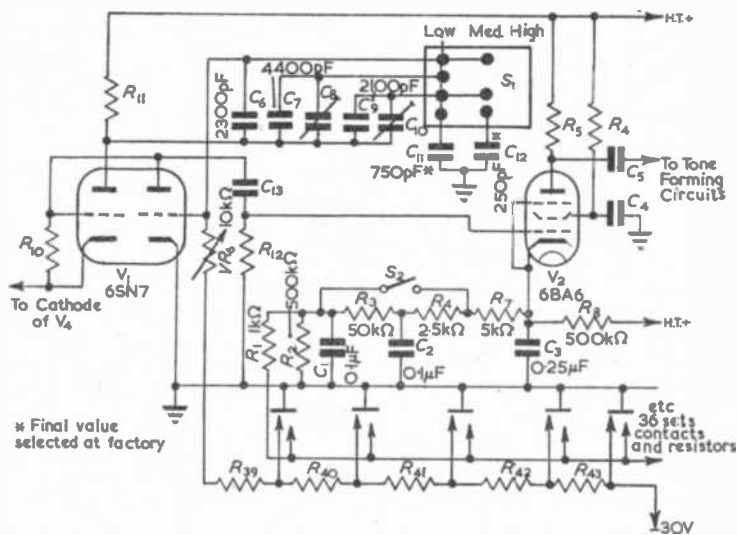 Low Med. High
H.T.+
S1
4400pF
2100pF
R11
2300pF
C6
C7
C8
C9
C10
R5
R4
C11
750pF*
*
C12
250pF
C5
To Tone
Forming
Circuits
C4
C13
10kΩ
R10
VR6
R12
V1
6SN7
To Cathode
of V4
V2
6BA6
S2
500kΩ
R3
50kΩ
R4
2·5kΩ
R7
5kΩ
R8
500kΩ
H.T.+
1kΩ
R1
R2
C1
0·1μF
C2
0·1μF
C3
0·25μF
* Final value
selected at factory
etc
36 sets
contacts
and resistors
R39
R40
R41
R42
R43
-30V